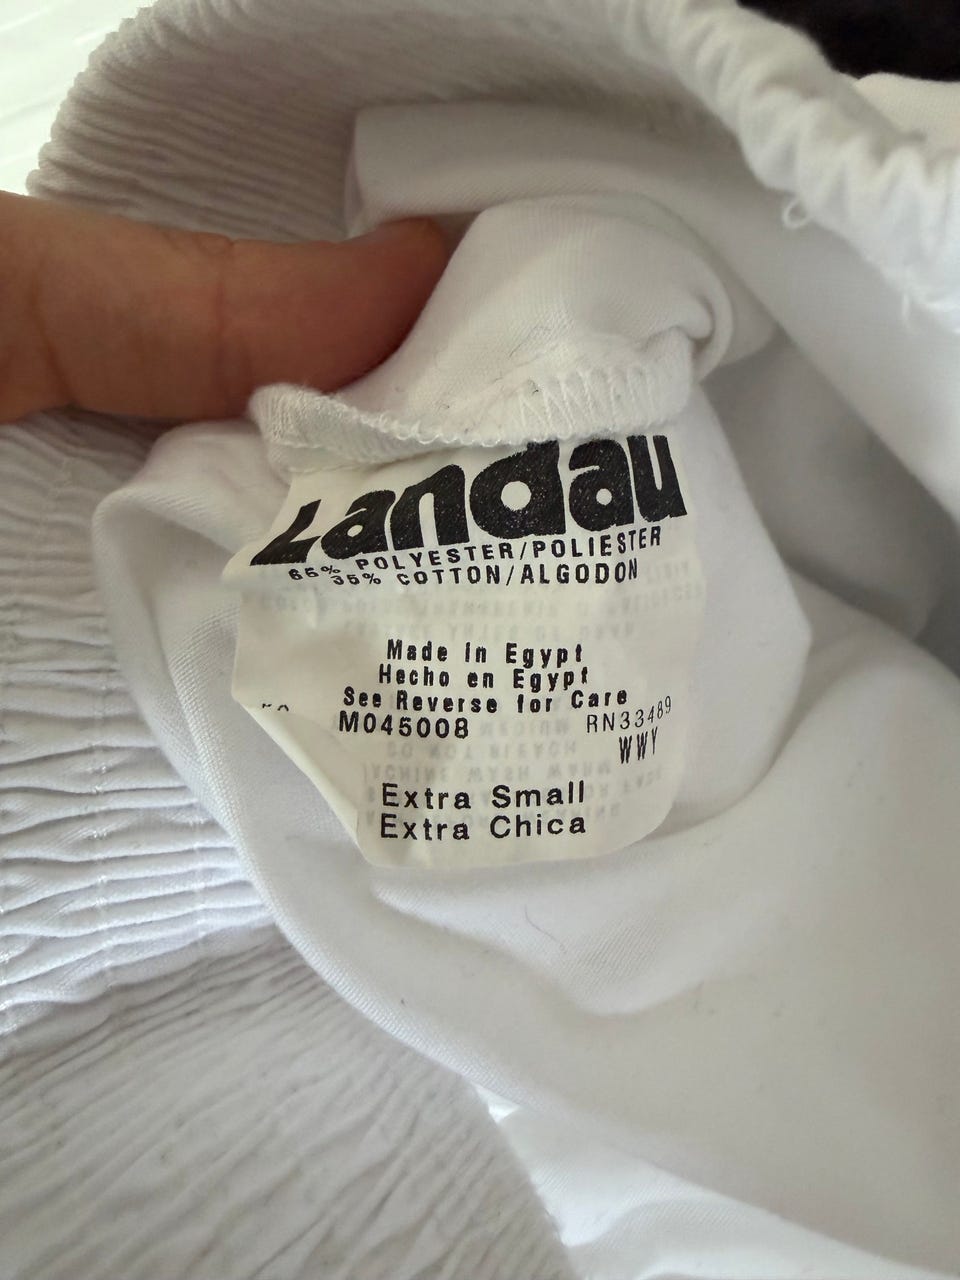 Landau
65% POLYESTER/POLIESTER
35% COTTON/ALGODON
Made in Egypt
Hecho en Egypt
See Reverse for Care
M045008 RN33489
WWY
Extra Small
Extra Chica